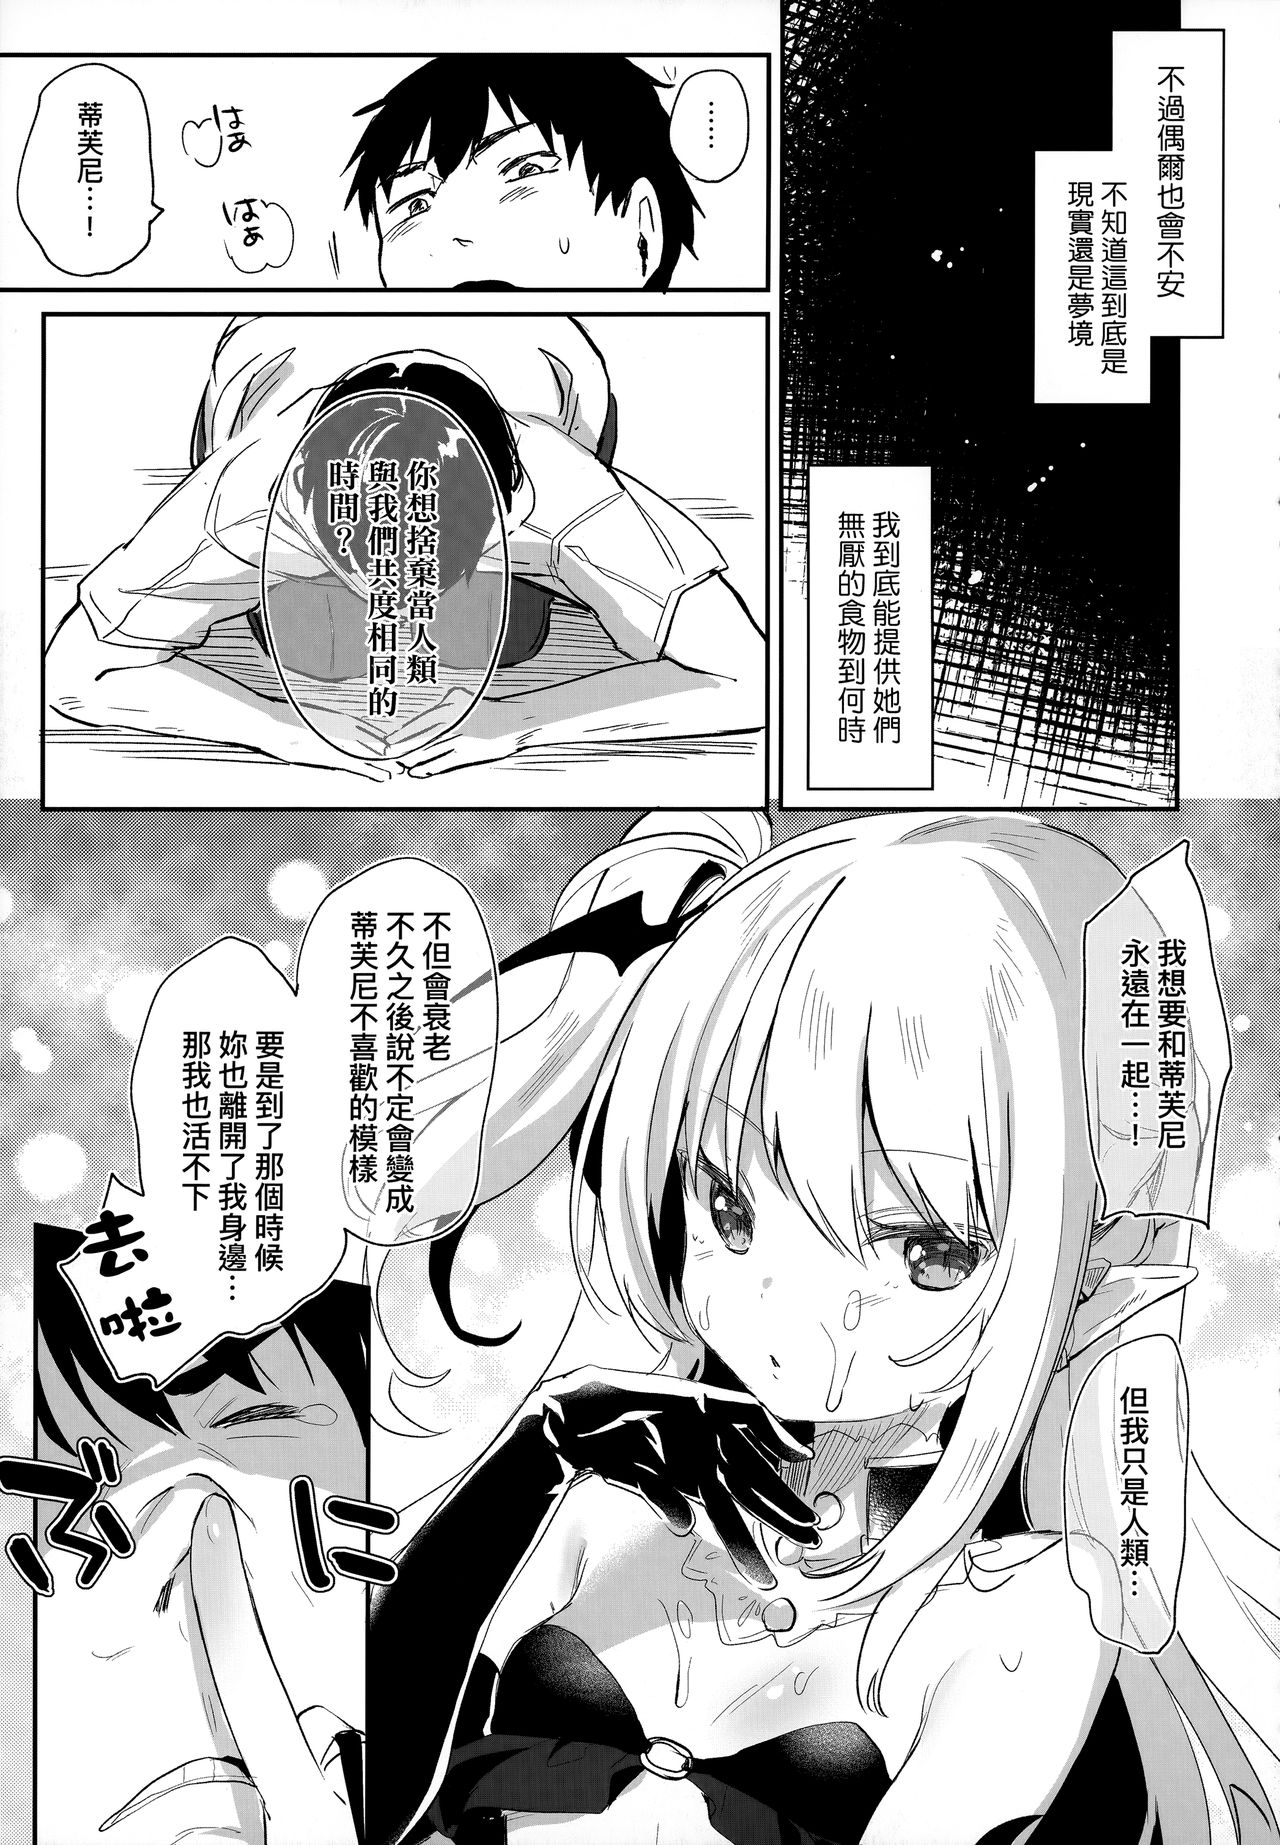 不過偶爾也會不安
不知道這到底是
現實還是夢境
我到底能提供她們
無厭的食物到何時
……
はぁ
はぁ
蒂芙尼…！
你想捨棄當人類
與我們共度相同的
時間？
我想要和蒂芙尼
永遠在一起…！
但我只是人類…
不但會衰老
不久之後說不定會變成
蒂芙尼不喜歡的模樣
要是到了那個時候
妳也離開了我身邊…
那我也活不下
去
啦
ぶに